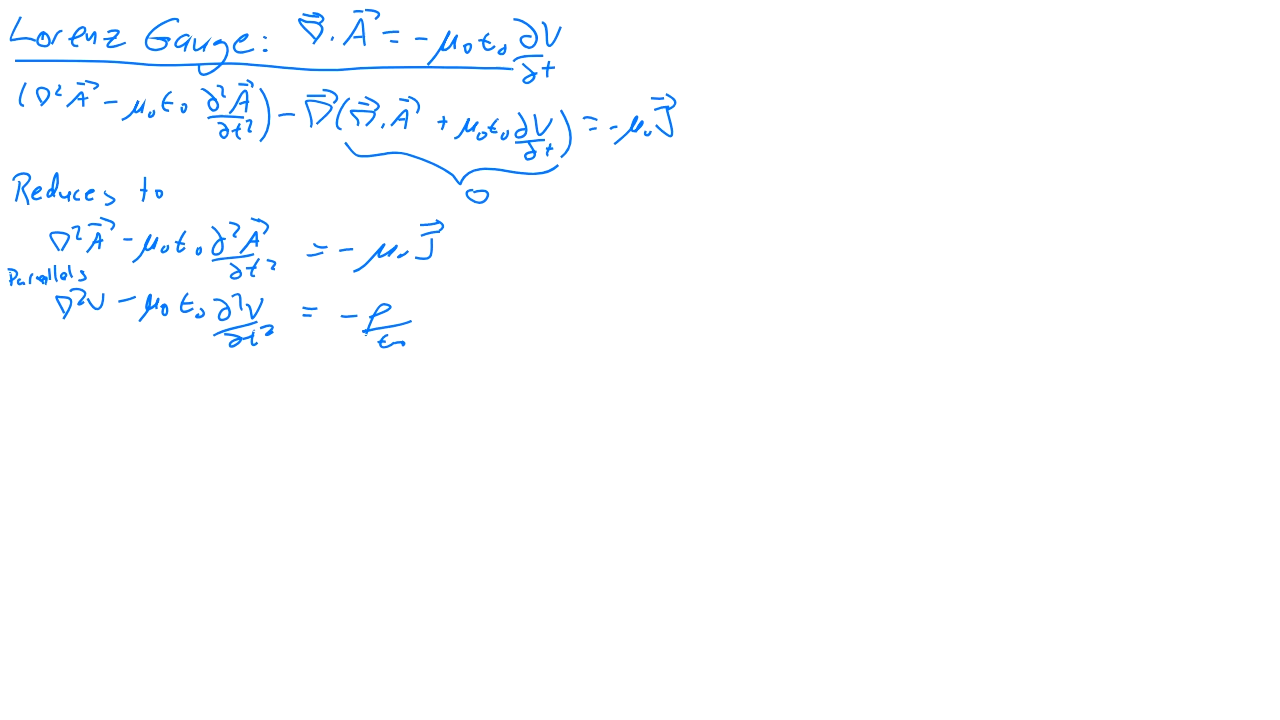 Lorenz Gauge: ∇⃗·A⃗ = -μ₀ε₀ ∂V/∂t
(∇²A⃗ - μ₀ε₀ ∂²A⃗/∂t²) - ∇⃗(∇⃗·A⃗ + μ₀ε₀ ∂V/∂t) = -μ₀J⃗
0
Reduces to
∇²A⃗ - μ₀ε₀ ∂²A⃗/∂t² = -μ₀J⃗
Parallels
∇²V - μ₀ε₀ ∂²V/∂t² = -ρ/ε₀